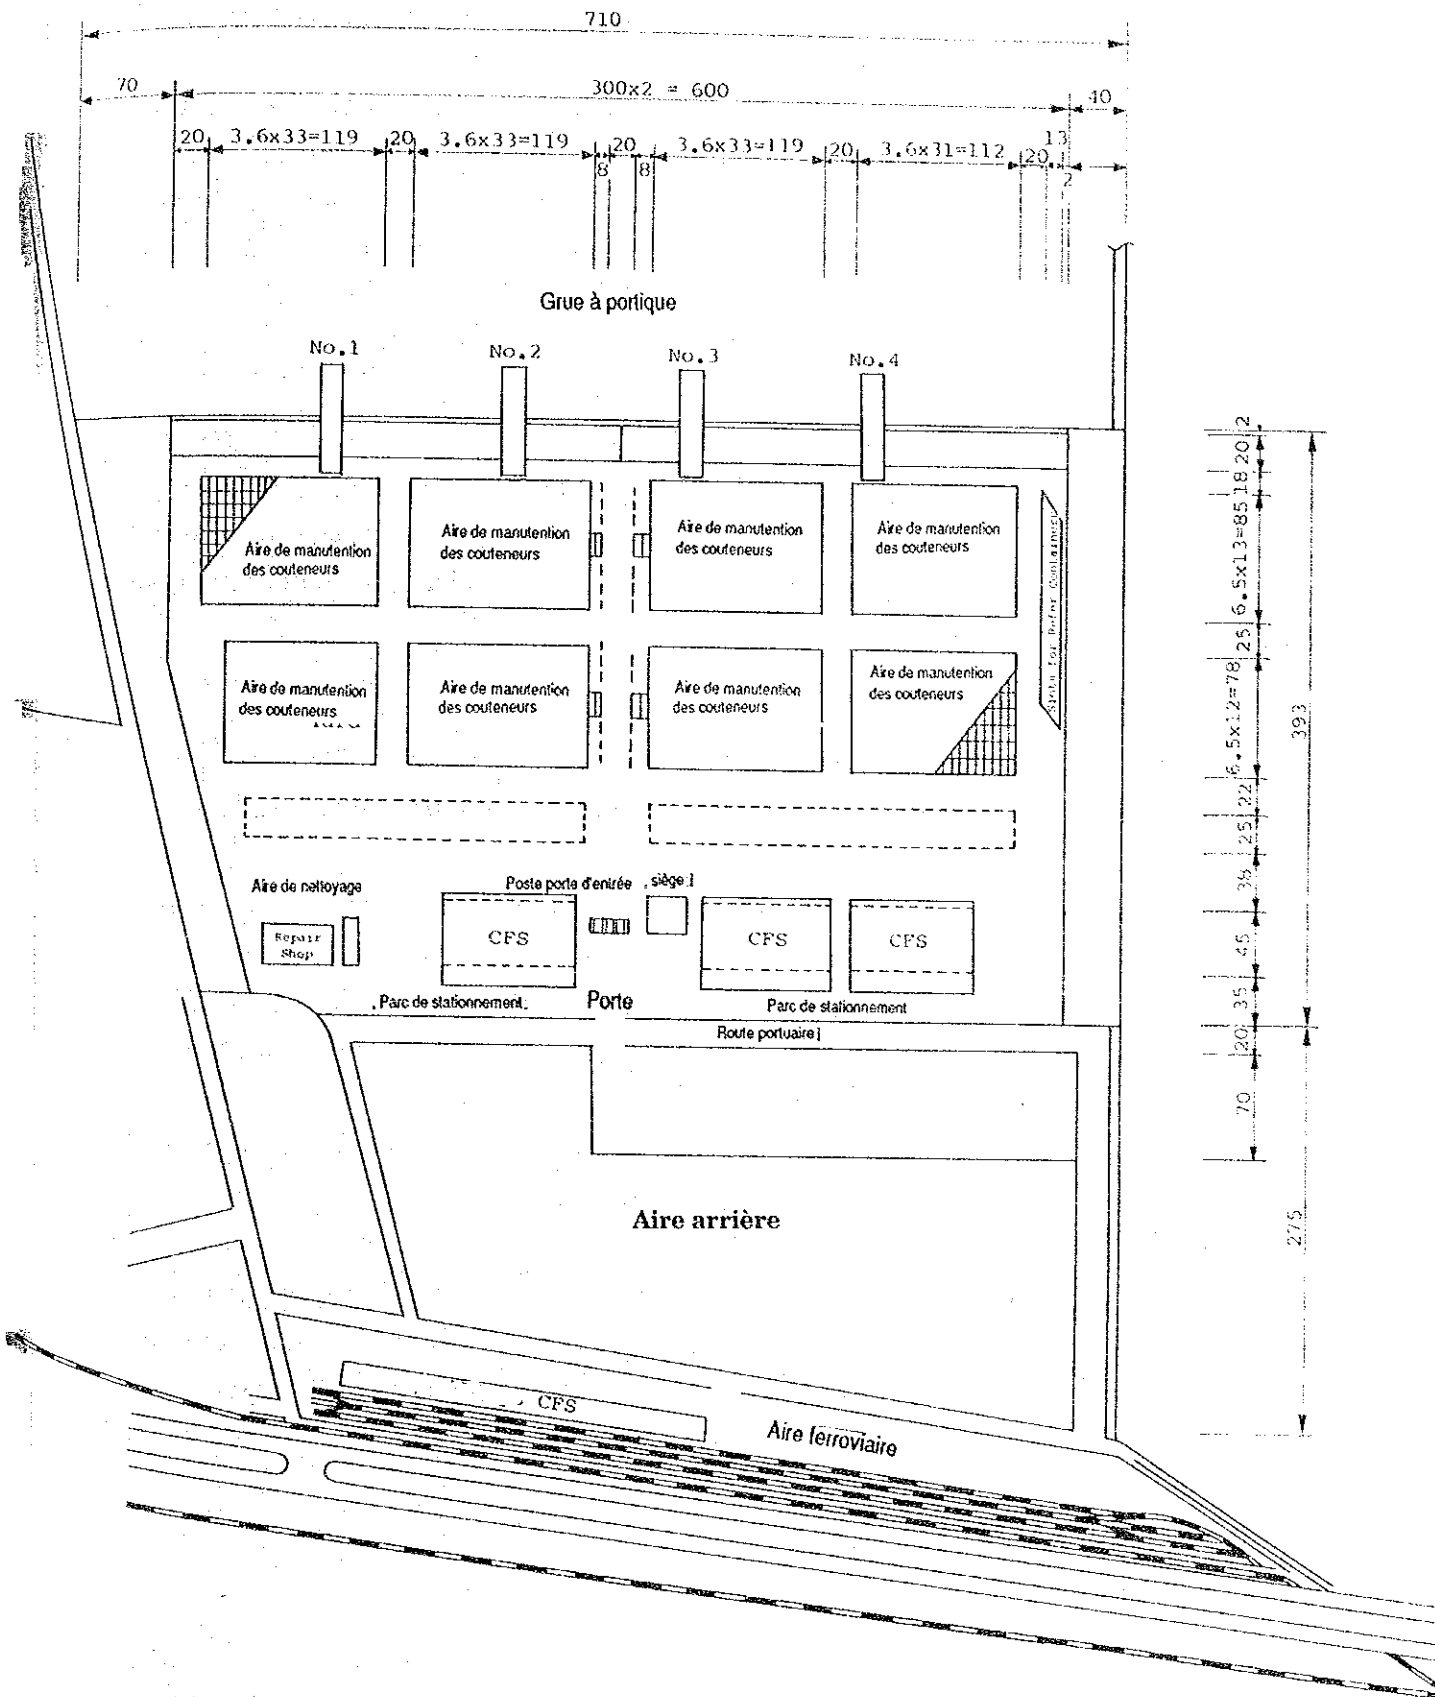 710
70
300x2 = 600
40
20
3.6x33=119
20
3.6x33=119
8
20
8
3.6x33=119
20
3.6x31=112
20
13
2
Grue à portique
No.1
No.2
No.3
No.4
2
20
18
6.5x13=85
25
6.5x12=78
22
25
38
45
35
20
70
393
275
Aire de manutention
des couteneurs
Aire de manutention
des couteneurs
Aire de manutention
des couteneurs
Aire de manutention
des couteneurs
Aire de manutention
des couteneurs
Aire de manutention
des couteneurs
Aire de manutention
des couteneurs
Aire de manutention
des couteneurs
for Container
Aire de nettoyage
Poste porte d'entrée
siège
Repair
Shop
CFS
CFS
CFS
Parc de stationnement
Porte
Parc de stationnement
Route portuaire
Aire arrière
CFS
Aire ferroviaire